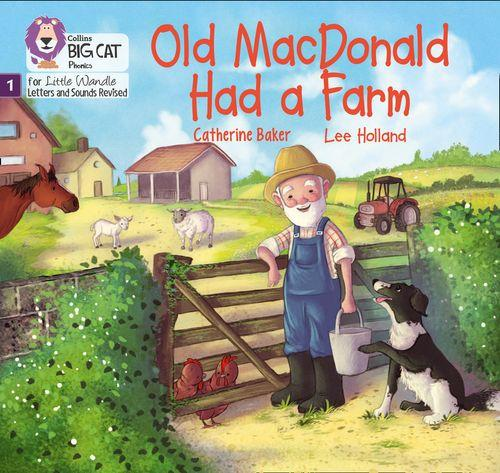 Collins
BIG CAT
Phonics
1
for Little Wandle
Letters and Sounds Revised
Old MacDonald
Had a Farm
Catherine Baker
Lee Holland